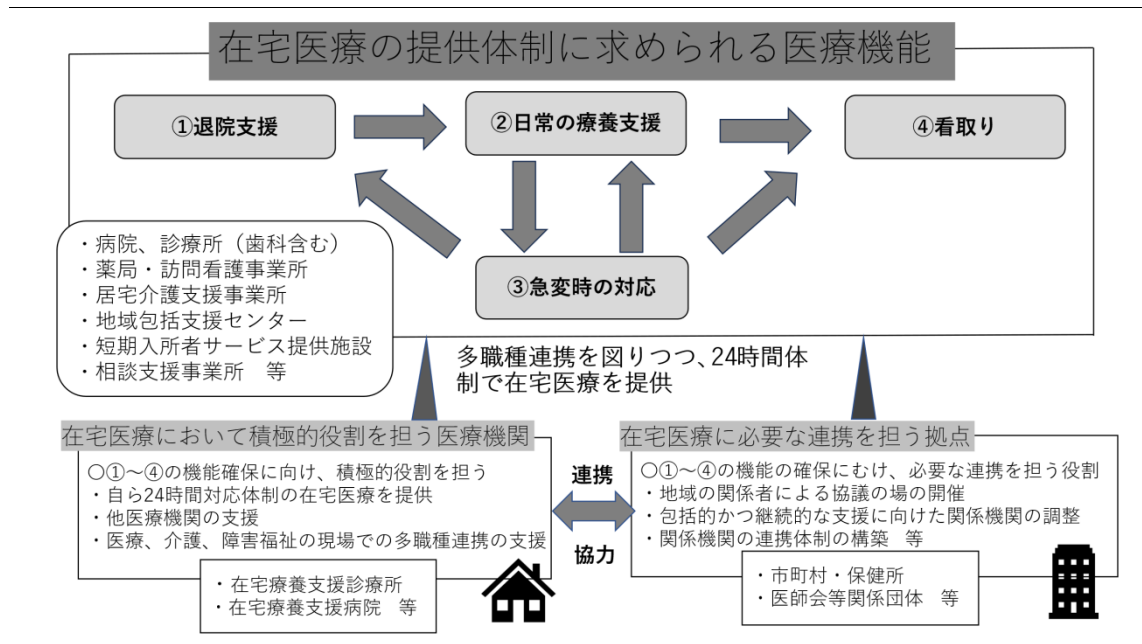 在宅医療の提供体制に求められる医療機能
①退院支援
②日常の療養支援
④看取り
③急変時の対応
・病院、診療所（歯科含む）
・薬局・訪問看護事業所
・居宅介護支援事業所
・地域包括支援センター
・短期入所者サービス提供施設
・相談支援事業所　等
多職種連携を図りつつ、24時間体
制で在宅医療を提供
在宅医療において積極的役割を担う医療機関
〇①～④の機能確保に向け、積極的役割を担う
・自ら24時間対応体制の在宅医療を提供
・他医療機関の支援
・医療、介護、障害福祉の現場での多職種連携の支援
・在宅療養支援診療所
・在宅療養支援病院　等
連携
協力
在宅医療に必要な連携を担う拠点
〇①～④の機能の確保にむけ、必要な連携を担う役割
・地域の関係者による協議の場の開催
・包括的かつ継続的な支援に向けた関係機関の調整
・関係機関の連携体制の構築　等
・市町村・保健所
・医師会等関係団体　等